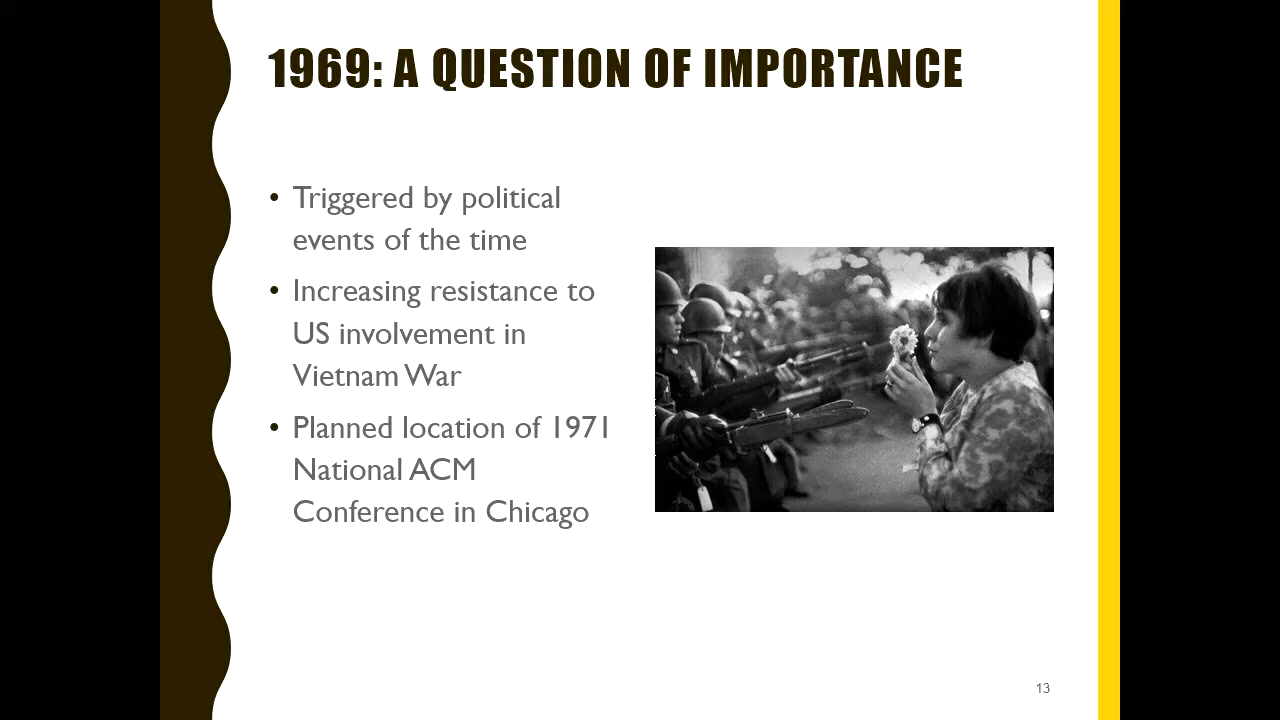 1969: A QUESTION OF IMPORTANCE
• Triggered by political
events of the time
• Increasing resistance to
US involvement in
Vietnam War
• Planned location of 1971
National ACM
Conference in Chicago
13